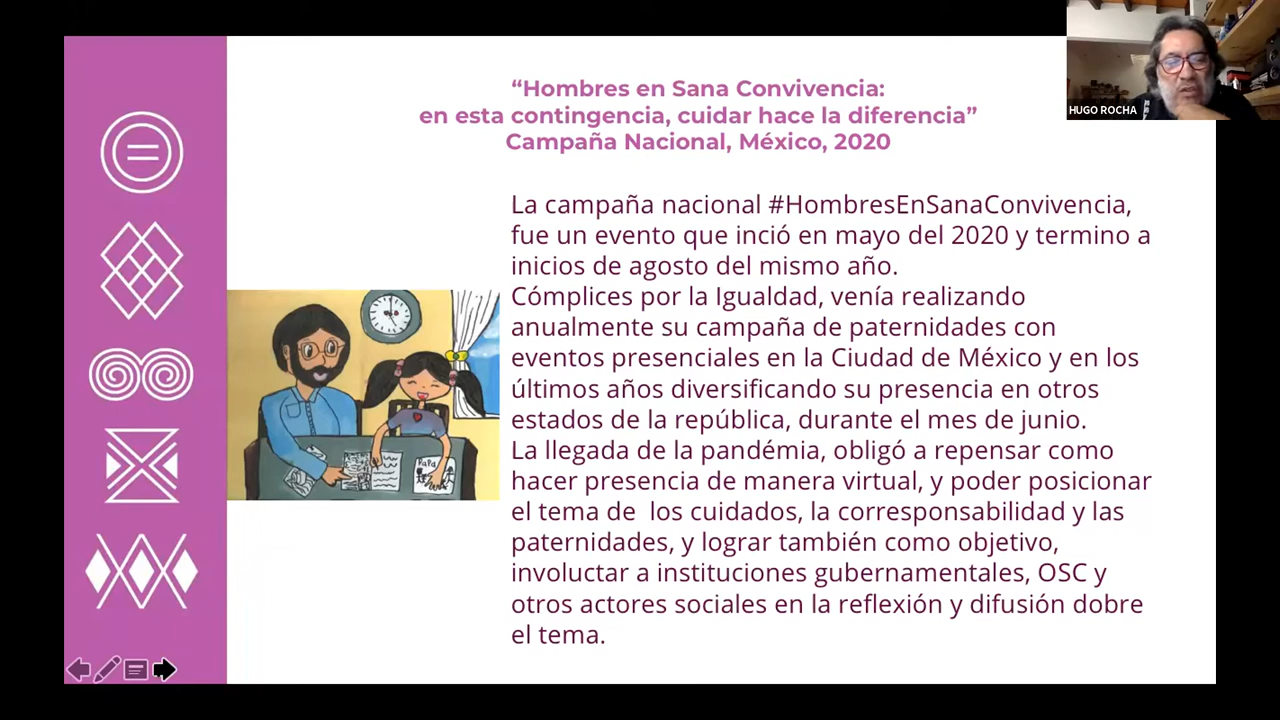 “Hombres en Sana Convivencia:
en esta contingencia, cuidar hace la diferencia”
Campaña Nacional, México, 2020
HUGO ROCHA
La campaña nacional #HombresEnSanaConvivencia,
fue un evento que inció en mayo del 2020 y termino a
inicios de agosto del mismo año.
Cómplices por la Igualdad, venía realizando
anualmente su campaña de paternidades con
eventos presenciales en la Ciudad de México y en los
últimos años diversificando su presencia en otros
estados de la república, durante el mes de junio.
La llegada de la pandémia, obligó a repensar como
hacer presencia de manera virtual, y poder posicionar
el tema de  los cuidados, la corresponsabilidad y las
paternidades, y lograr también como objetivo,
involuctar a instituciones gubernamentales, OSC y
otros actores sociales en la reflexión y difusión dobre
el tema.
PaPa